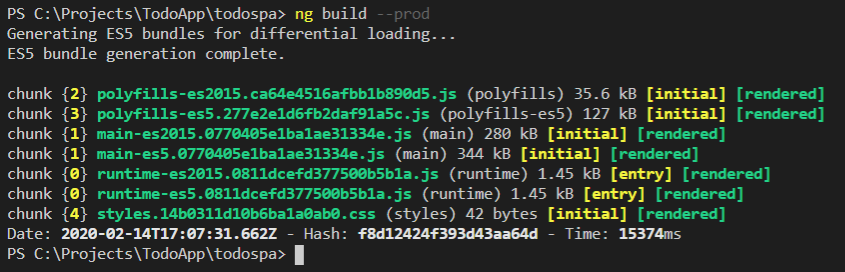 PS C:\Projects\TodoApp\todospa> ng build --prod
Generating ES5 bundles for differential loading...
ES5 bundle generation complete.
chunk {2} polyfills-es2015.ca64e4516afbb1b890d5.js (polyfills) 35.6 kB [initial] [rendered]
chunk {3} polyfills-es5.277e2e1d6fb2daf91a5c.js (polyfills-es5) 127 kB [initial] [rendered]
chunk {1} main-es2015.0770405e1ba1ae31334e.js (main) 280 kB [initial] [rendered]
chunk {1} main-es5.0770405e1ba1ae31334e.js (main) 344 kB [initial] [rendered]
chunk {0} runtime-es2015.0811dcefd377500b5b1a.js (runtime) 1.45 kB [entry] [rendered]
chunk {0} runtime-es5.0811dcefd377500b5b1a.js (runtime) 1.45 kB [entry] [rendered]
chunk {4} styles.14b0311d10b6ba1a0ab0.css (styles) 42 bytes [initial] [rendered]
Date: 2020-02-14T17:07:31.662Z - Hash: f8d12424f393d43aa64d - Time: 15374ms
PS C:\Projects\TodoApp\todospa>